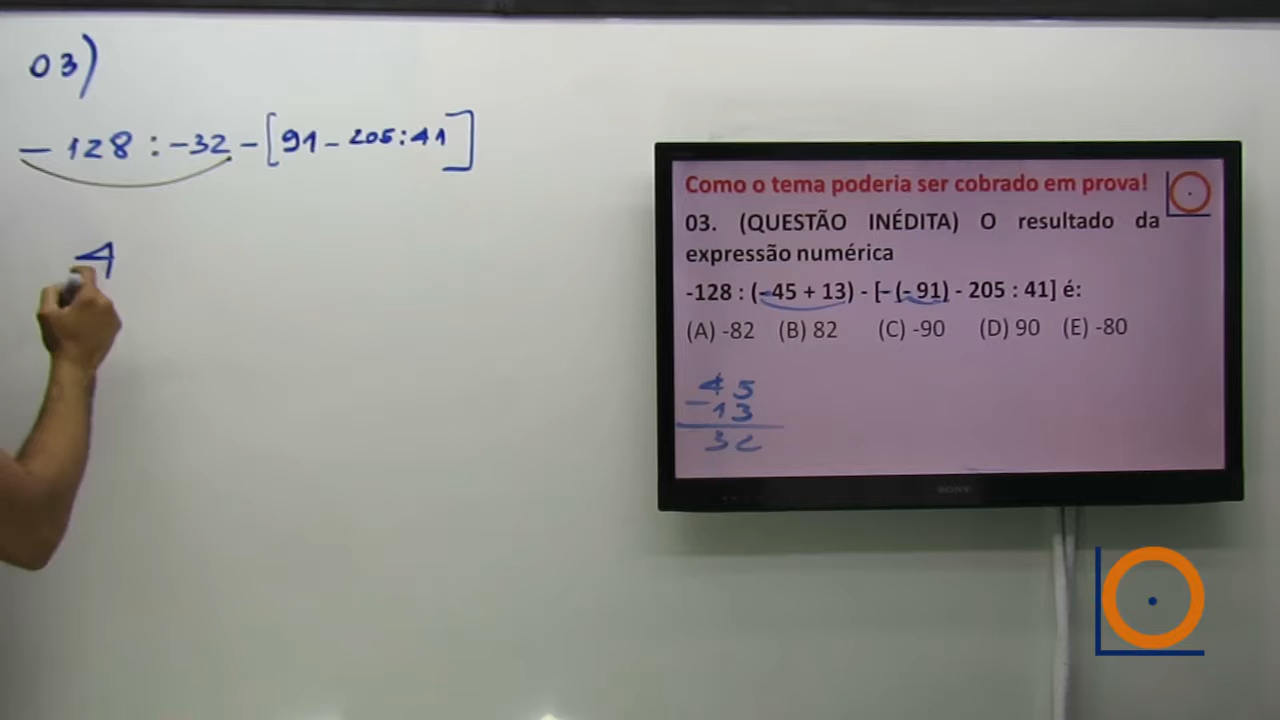 03)
- 128 : -32 - [91 - 205 : 41]
4
Como o tema poderia ser cobrado em prova!
03. (QUESTÃO INÉDITA) O resultado da
expressão numérica
-128 : (- 45 + 13) - [- (- 91) - 205 : 41] é:
(A) -82 (B) 82 (C) -90 (D) 90 (E) -80
45
-13
32
SONY